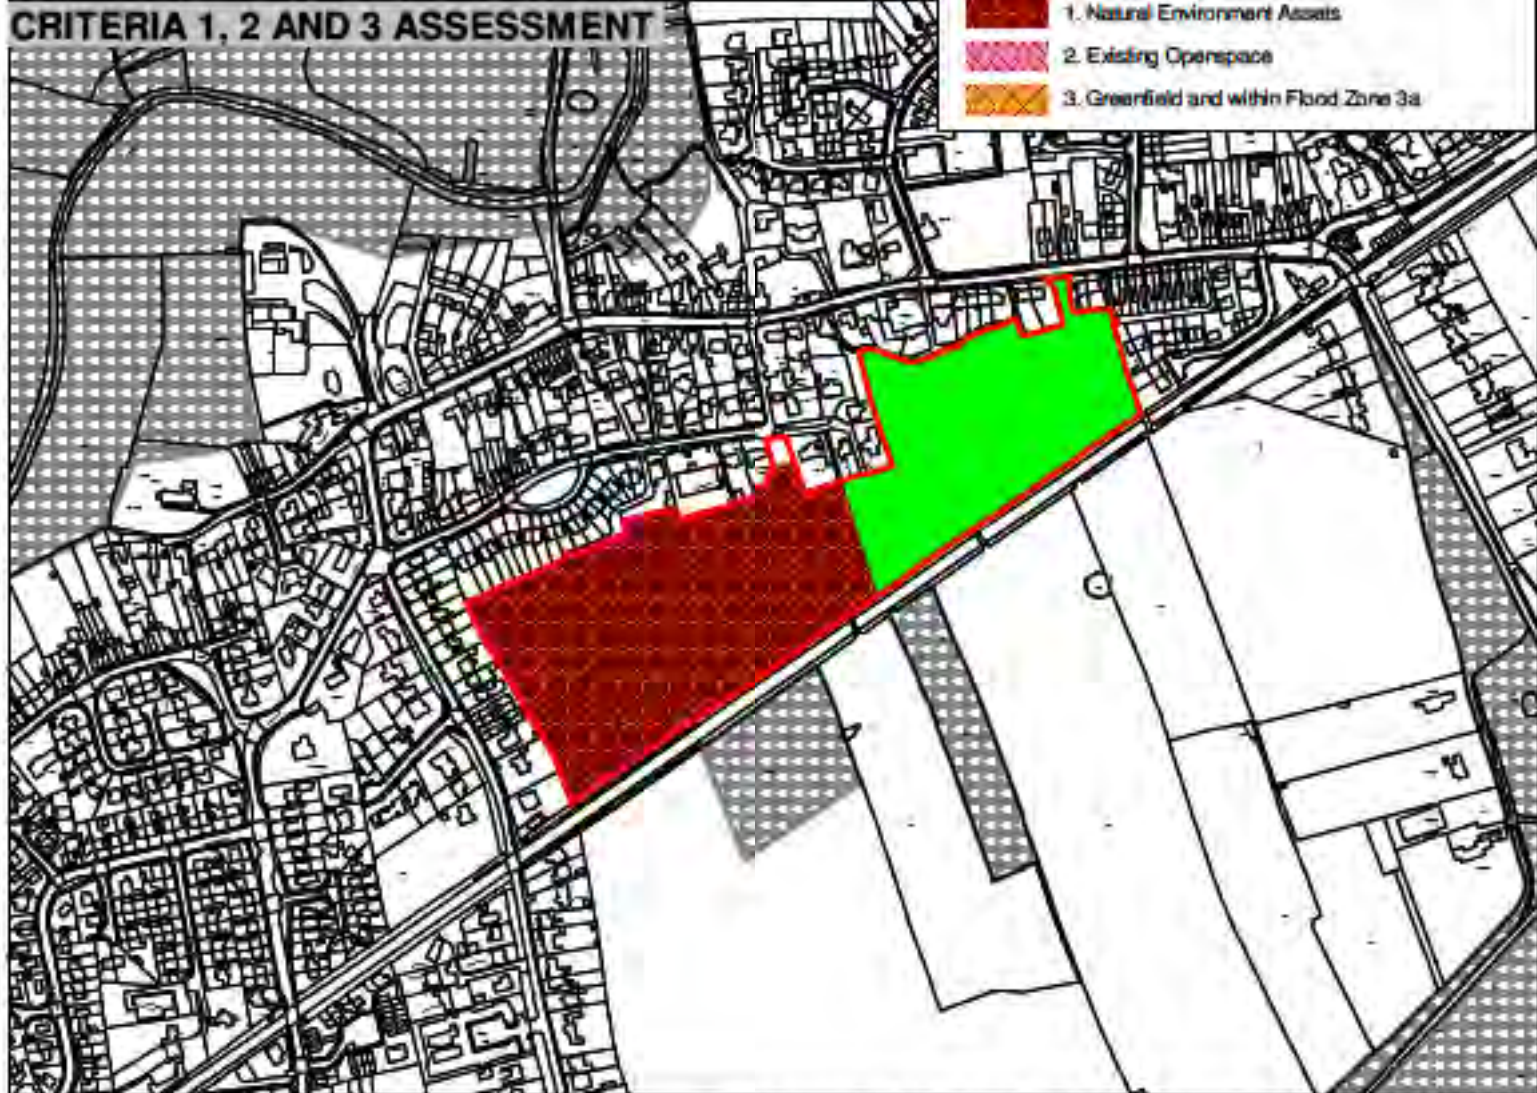 CRITERIA 1, 2 AND 3 ASSESSMENT
1. Natural Environment Assets
2. Existing Openspace
3. Greenfield and within Flood Zone 3a